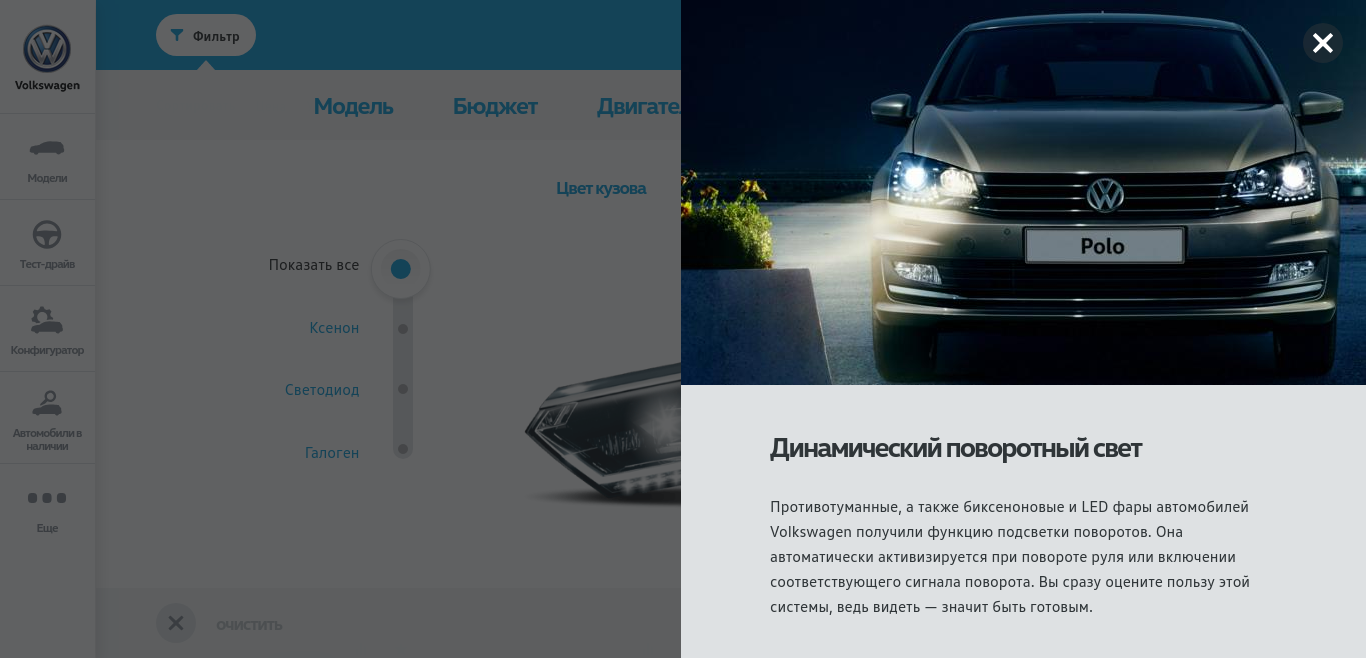 Volkswagen
Модели
Тест-драйв
Конфигуратор
Автомобили в
наличии
Еще
Фильтр
Модель Бюджет
Цвет кузова
Показать все
Ксенон
Светодиод
Галоген
ОЧИСТИТЬ
Polo
Динамический поворотный свет
Противотуманные, а также биксеноновые и LED фары автомобилей
Volkswagen получили функцию подсветки поворотов. Она
автоматически активизируется при повороте руля или включении
соответствующего сигнала поворота. Вы сразу оцените пользу этой
системы, ведь видеть — значит быть готовым.